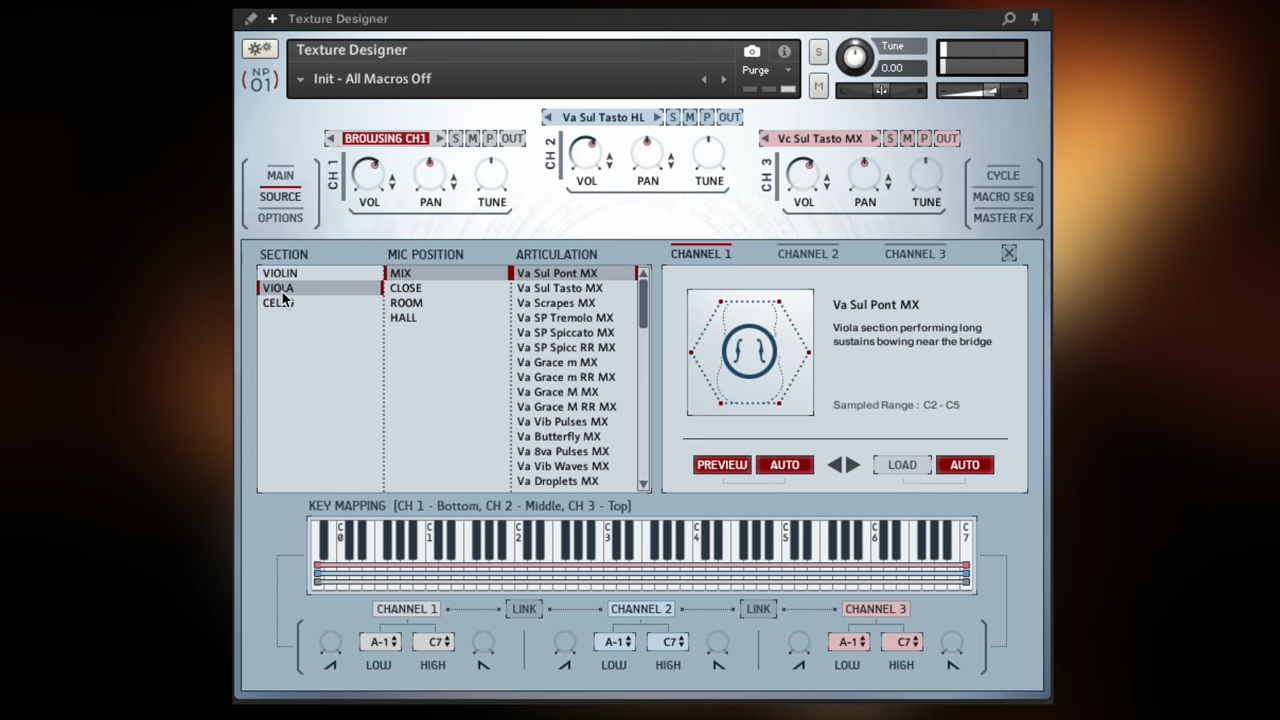 Texture Designer
Texture Designer
S
Tune
NP
01
Purge
Init - All Macros Off
M
0.00
L
R
Va Sul Tasto HL
S
M
P
OUT
BROWSING CH1
S
M
P
OUT
Vc Sul Tasto MX
S
M
P
OUT
CH 1
VOL
PAN
TUNE
CH 2
VOL
PAN
TUNE
CH 3
VOL
PAN
TUNE
MAIN
SOURCE
OPTIONS
CYCLE
MACRO SEQ
MASTER FX
SECTION
MIC POSITION
ARTICULATION
CHANNEL 1
CHANNEL 2
CHANNEL 3
VIOLIN
VIOLA
MIX
CLOSE
ROOM
HALL
Va Sul Pont MX
Va Sul Tasto MX
Va Scrapes MX
Va SP Tremolo MX
Va SP Spiccato MX
Va SP Spicc RR MX
Va Grace m MX
Va Grace m RR MX
Va Grace M MX
Va Grace M RR MX
Va Vib Pulses MX
Va Butterfly MX
Va 8va Pulses MX
Va Vib Waves MX
Va Droplets MX
Va Sul Pont MX
Viola section performing long
sustains bowing near the bridge
Sampled Range : C2 - C5
PREVIEW
AUTO
LOAD
AUTO
KEY MAPPING [CH 1 - Bottom, CH 2 - Middle, CH 3 - Top]
C 0
C 1
C 2
C 3
C 4
C 5
C 6
C 7
CHANNEL 1
LINK
CHANNEL 2
LINK
CHANNEL 3
A-1
C7
A-1
C7
A-1
C7
LOW
HIGH
LOW
HIGH
LOW
HIGH